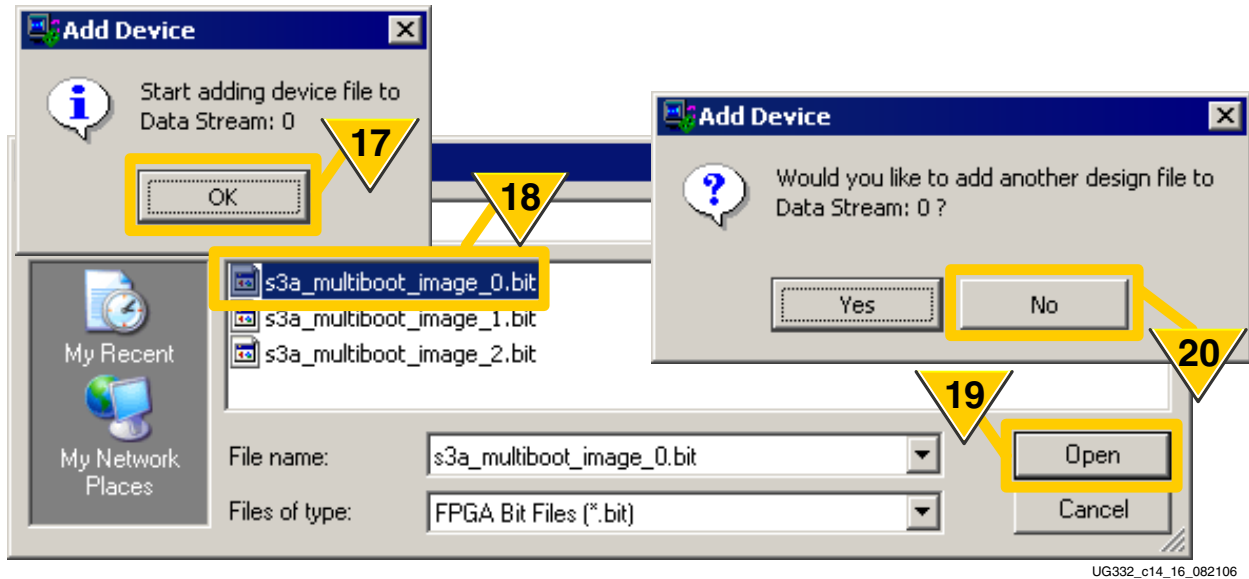 Add Device
Start adding device file to
Data Stream: 0
17
OK
18
s3a_multiboot_image_0.bit
s3a_multiboot_image_1.bit
s3a_multiboot_image_2.bit
My Recent
My Network
Places
File name:
s3a_multiboot_image_0.bit
Files of type:
FPGA Bit Files (*.bit)
19
Open
Cancel
Add Device
Would you like to add another design file to
Data Stream: 0 ?
Yes
No
20
UG332_c14_16_082106